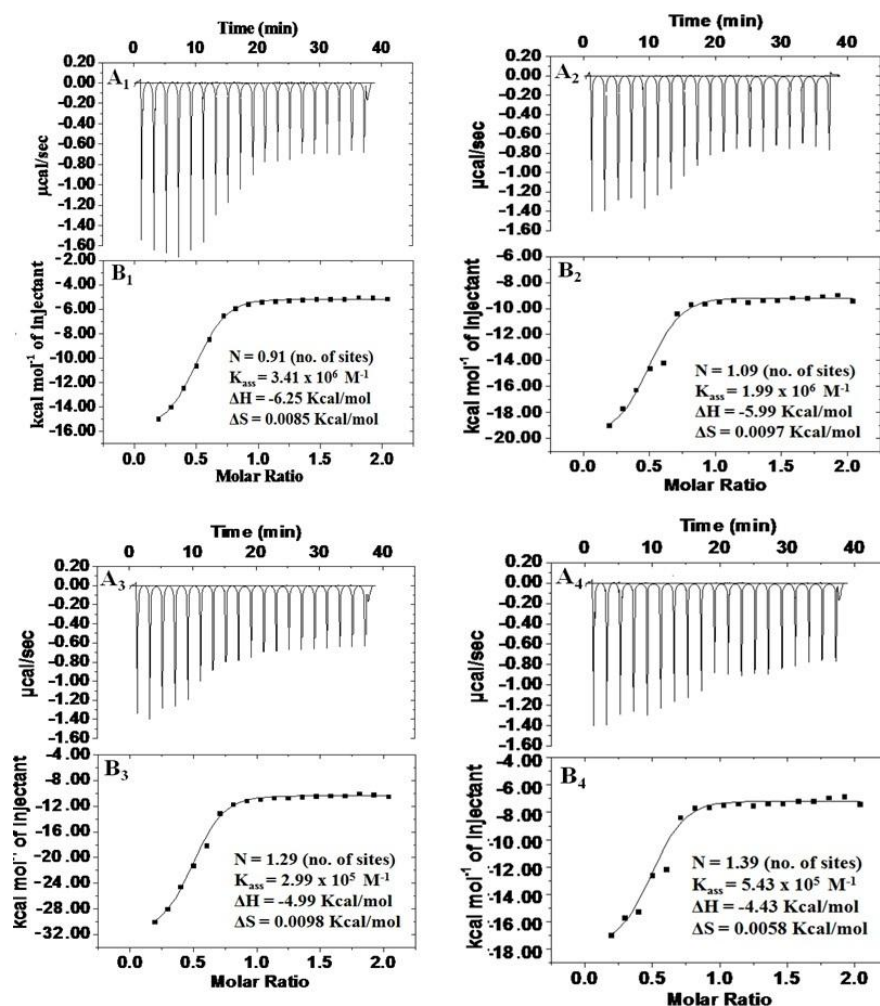 Time (min)
0 10 20 30 40
0.20
0.00
-0.20
-0.40
-0.60
-0.80
-1.00
-1.20
-1.40
-1.60
µcal/sec
A₁
-2.00
-4.00
-6.00
-8.00
-10.00
-12.00
-14.00
-16.00
kcal mol⁻¹ of Injectant
B₁
N = 0.91 (no. of sites)
Kₐₛₛ = 3.41 x 10⁶ M⁻¹
ΔH = -6.25 Kcal/mol
ΔS = 0.0085 Kcal/mol
0.0 0.5 1.0 1.5 2.0
Molar Ratio
Time (min)
0 10 20 30 40
0.20
0.00
-0.20
-0.40
-0.60
-0.80
-1.00
-1.20
-1.40
-1.60
µcal/sec
A₂
-6.00
-8.00
-10.00
-12.00
-14.00
-16.00
-18.00
-20.00
kcal mol⁻¹ of Injectant
B₂
N = 1.09 (no. of sites)
Kₐₛₛ = 1.99 x 10⁶ M⁻¹
ΔH = -5.99 Kcal/mol
ΔS = 0.0097 Kcal/mol
0.0 0.5 1.0 1.5 2.0
Molar Ratio
Time (min)
0 10 20 30 40
0.20
0.00
-0.20
-0.40
-0.60
-0.80
-1.00
-1.20
-1.40
-1.60
µcal/sec
A₃
-4.00
-8.00
-12.00
-16.00
-20.00
-24.00
-28.00
-32.00
kcal mol⁻¹ of Injectant
B₃
N = 1.29 (no. of sites)
Kₐₛₛ = 2.99 x 10⁵ M⁻¹
ΔH = -4.99 Kcal/mol
ΔS = 0.0098 Kcal/mol
0.0 0.5 1.0 1.5 2.0
Molar Ratio
Time (min)
0 10 20 30 40
0.20
0.00
-0.20
-0.40
-0.60
-0.80
-1.00
-1.20
-1.40
-1.60
µcal/sec
A₄
-4.00
-6.00
-8.00
-10.00
-12.00
-14.00
-16.00
-18.00
kcal mol⁻¹ of Injectant
B₄
N = 1.39 (no. of sites)
Kₐₛₛ = 5.43 x 10⁵ M⁻¹
ΔH = -4.43 Kcal/mol
ΔS = 0.0058 Kcal/mol
0.0 0.5 1.0 1.5 2.0
Molar Ratio